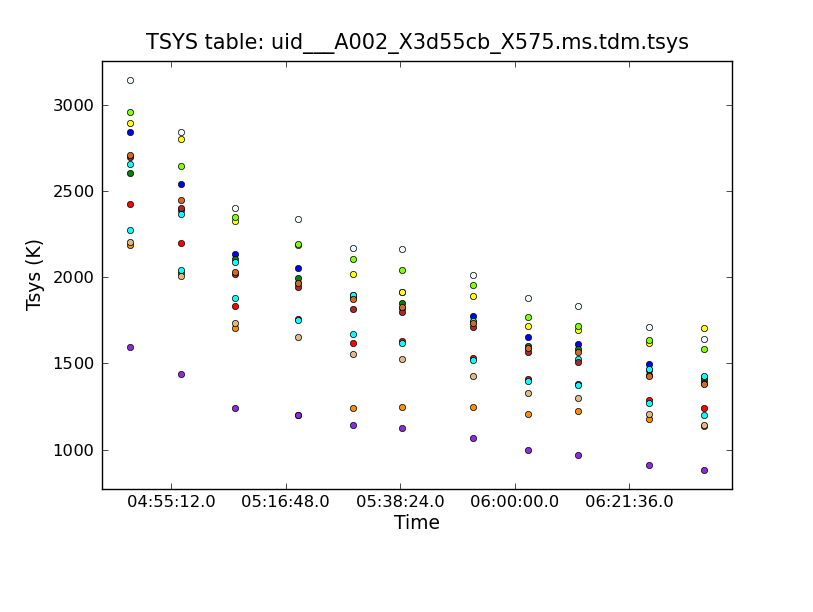 TSYS table: uid___A002_X3d55cb_X575.ms.tdm.tsys
3000
2500
2000
1500
1000
Tsys (K)
04:55:12.0 05:16:48.0 05:38:24.0 06:00:00.0 06:21:36.0
Time